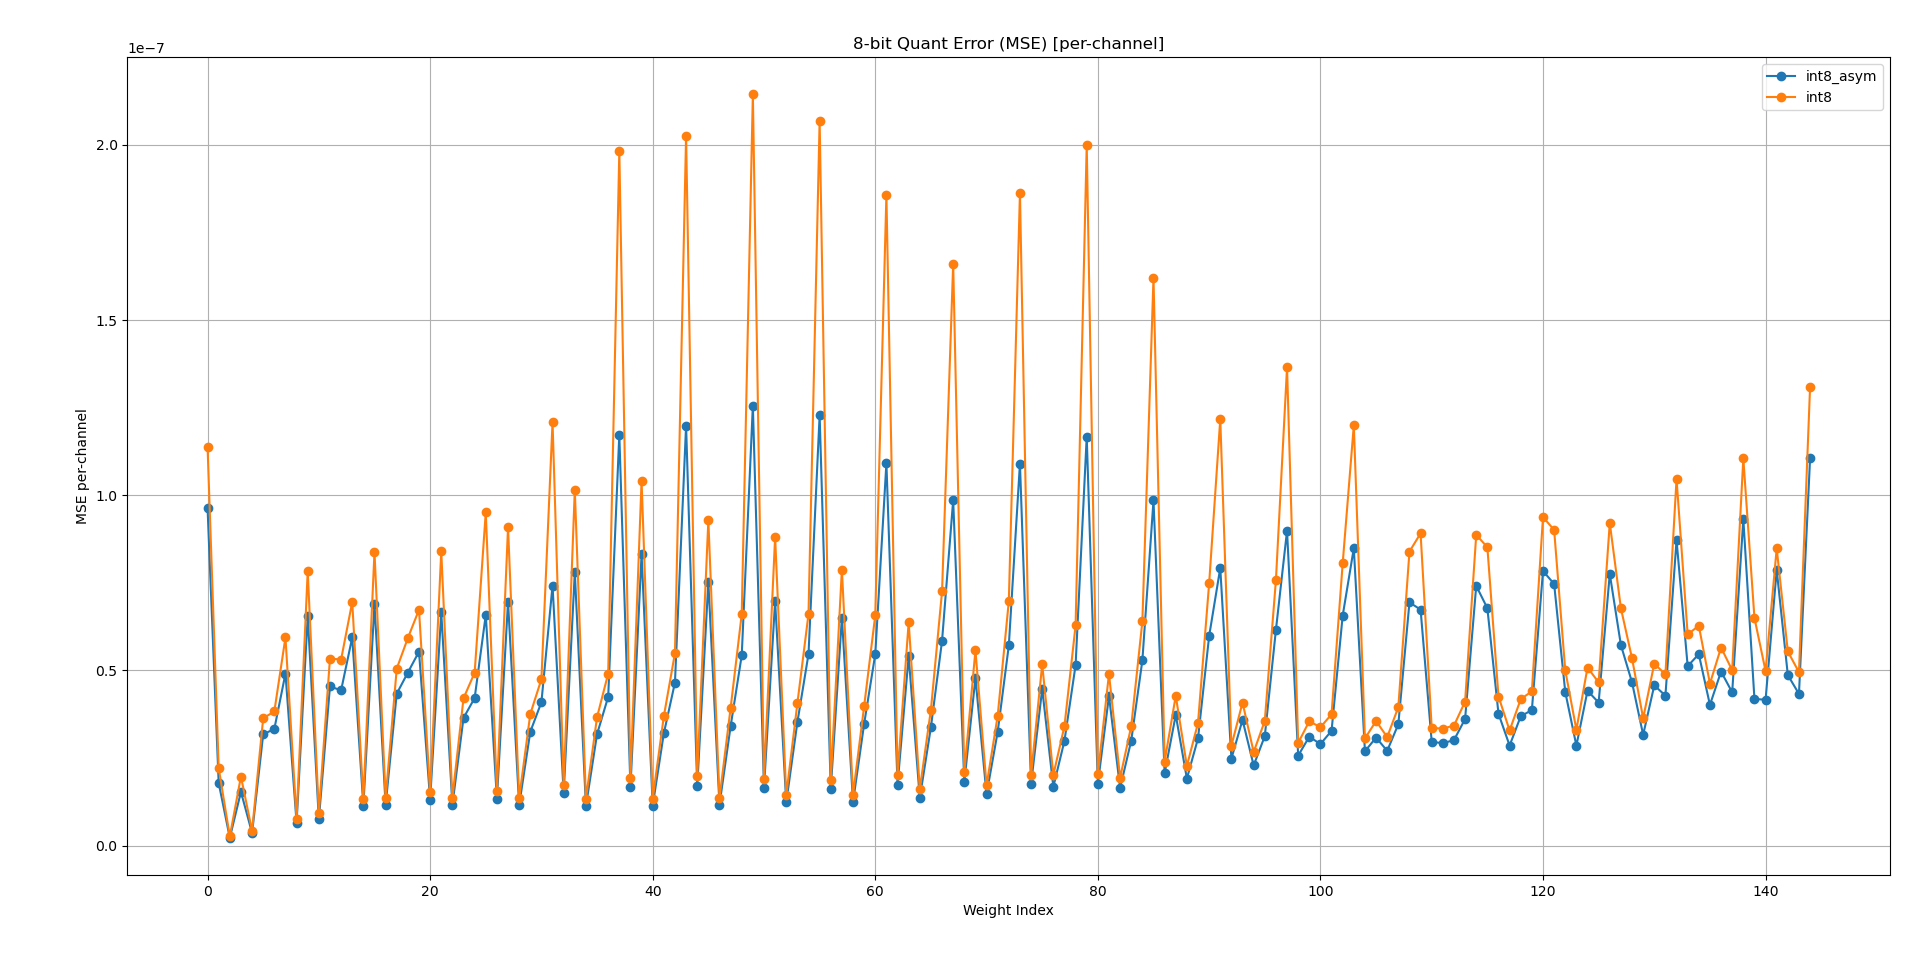 8-bit Quant Error (MSE) [per-channel]
1e−7
int8_asym
int8
2.0
1.5
1.0
0.5
0.0
MSE per-channel
0 20 40 60 80 100 120 140
Weight Index